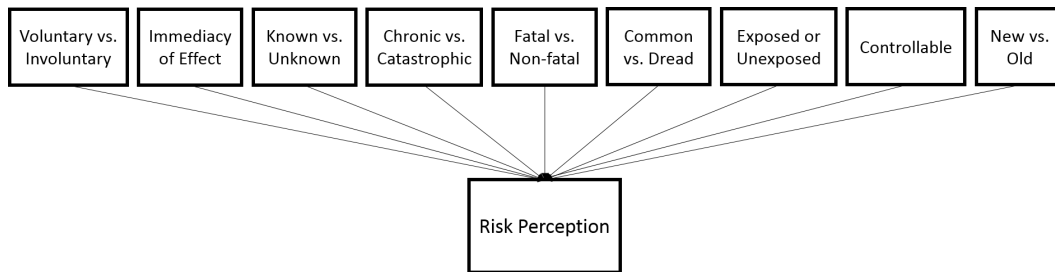 Voluntary vs.
Involuntary
Immediacy
of Effect
Known vs.
Unknown
Chronic vs.
Catastrophic
Fatal vs.
Non-fatal
Common
vs. Dread
Exposed or
Unexposed
Controllable
New vs.
Old
Risk Perception